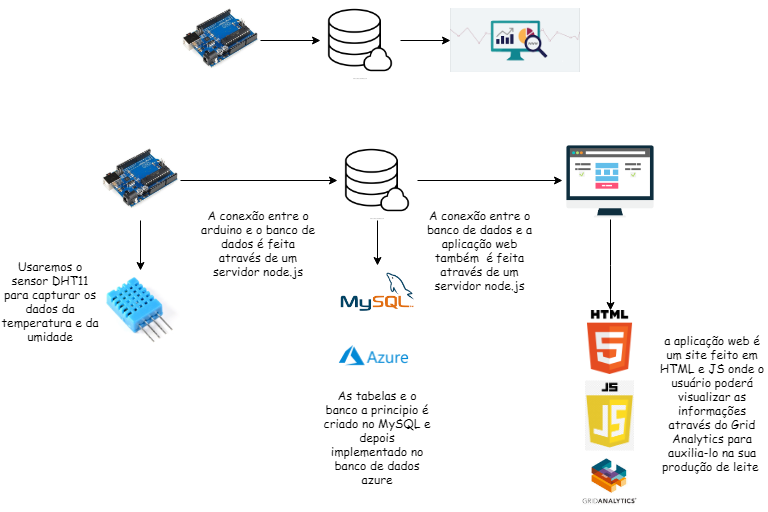 A conexão entre o
arduino e o banco de
dados é feita
através de um
servidor node.js
A conexão entre o
banco de dados e a
aplicação web
também é feita
através de um
servidor node.js
Usaremos o
sensor DHT11
para capturar os
dados da
temperatura e da
umidade
MySQL
Azure
As tabelas e o
banco a principio é
criado no MySQL e
depois
implementado no
banco de dados
azure
HTML
5
JS
JS
GRIDANALYTICS
a aplicação web é
um site feito em
HTML e JS onde o
usuário poderá
visualizar as
informações
através do Grid
Analytics para
auxilia-lo na sua
produção de leite